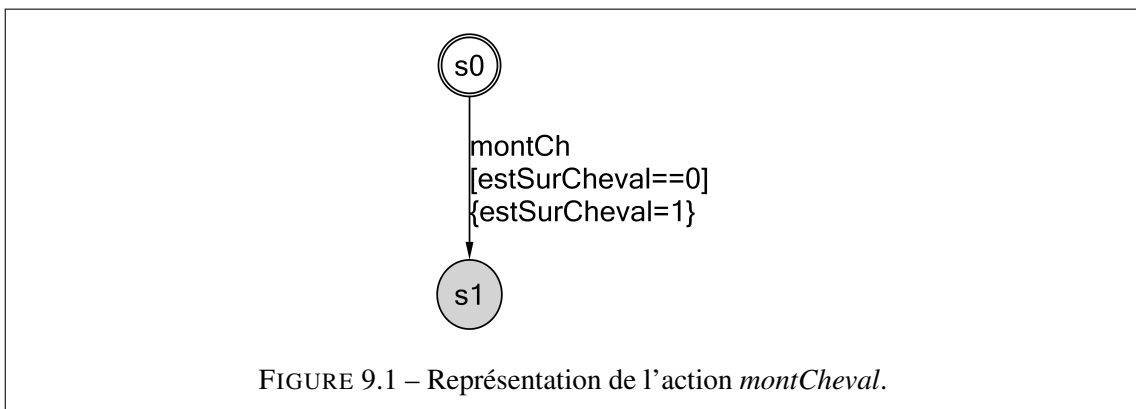 s0
montCh
[estSurCheval==0]
{estSurCheval=1}
s1
FIGURE 9.1 – Représentation de l'action montCheval.